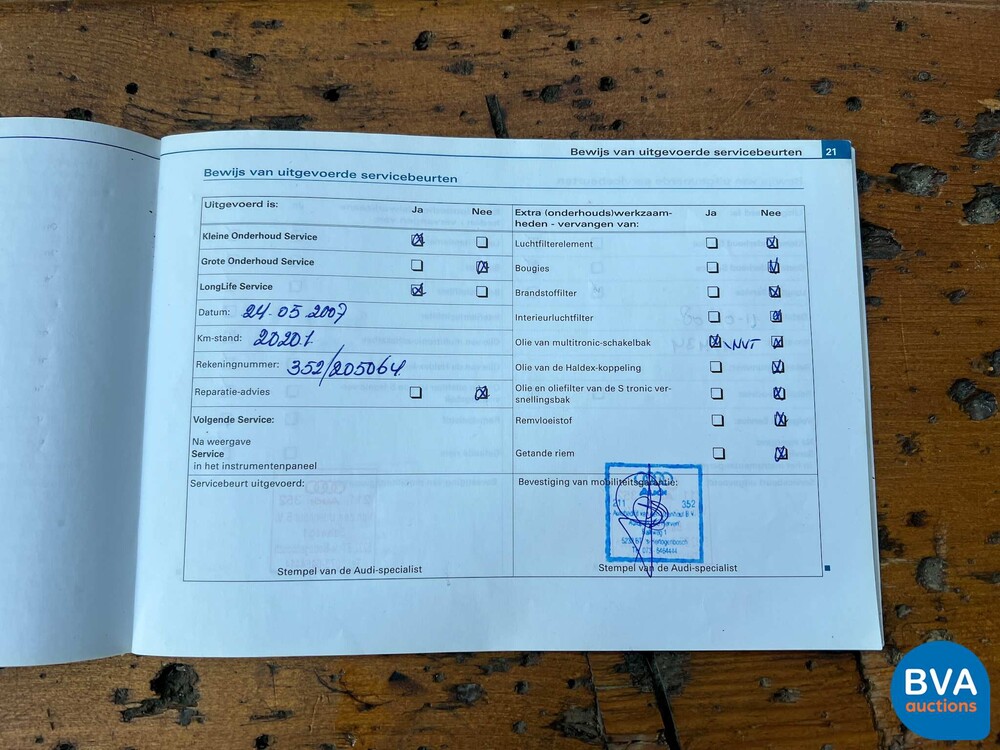 Bewijs van uitgevoerde servicebeurten 21
Bewijs van uitgevoerde servicebeurten
Uitgevoerd is: Ja Nee
Kleine Onderhoud Service
Grote Onderhoud Service
LongLife Service
Datum: 24-05-2007
Km-stand: 20201
Rekeningnummer: 352/205064
Reparatie-advies
Volgende Service:
Na weergave
Service
in het instrumentenpaneel
Servicebeurt uitgevoerd:
Stempel van de Audi-specialist
Extra (onderhouds)werkzaam-
heden - vervangen van: Ja Nee
Luchtfilterelement
Bougies
Brandstoffilter
Interieurluchtfilter
Olie van multitronic-schakelbak NVT
Olie van de Haldex-koppeling
Olie en oliefilter van de S tronic ver-
snellingsbak
Remvloeistof
Getande riem
Bevestiging van mobiliteitsgarantie:
Audi
211 352
Stempel van de Audi-specialist
BVA
auctions